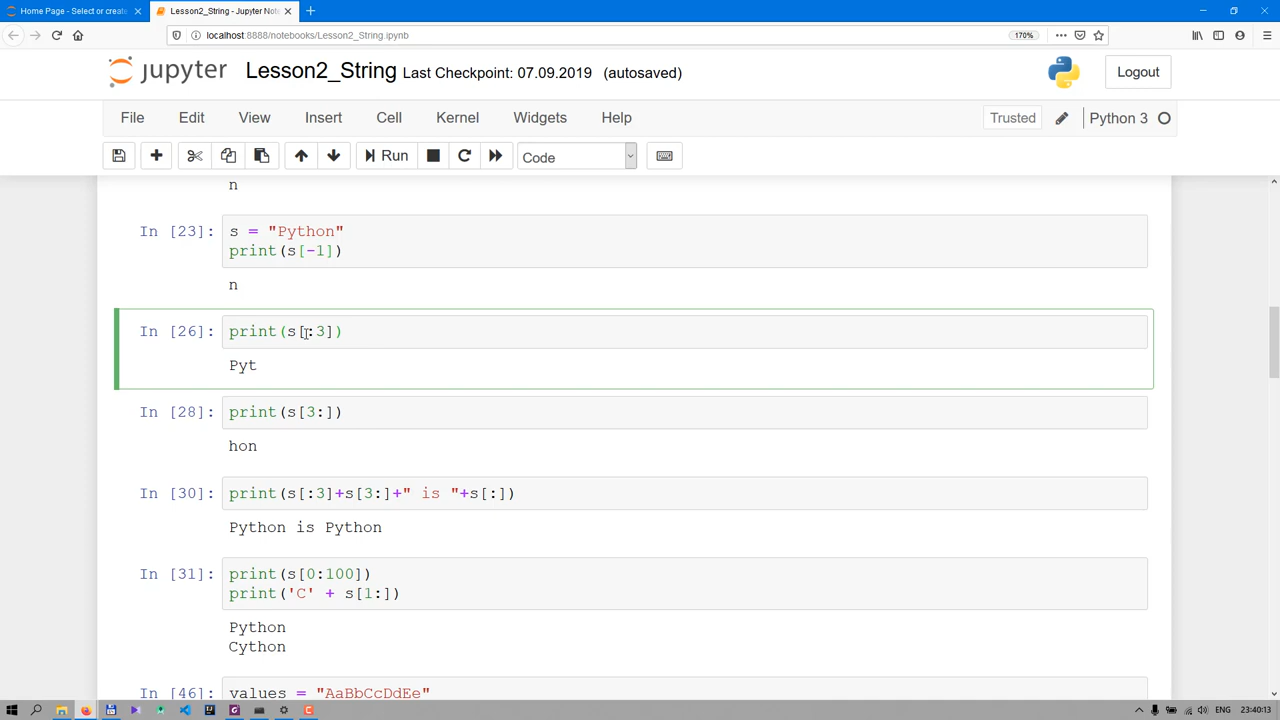 Home Page - Select or create
Lesson2_String - Jupyter Note
localhost:8888/notebooks/Lesson2_String.ipynb
170%
jupyter Lesson2_String Last Checkpoint: 07.09.2019 (autosaved)
Logout
File Edit View Insert Cell Kernel Widgets Help
Trusted
Python 3
Run
Code
n
In [23]: s = "Python"
print(s[-1])
n
In [26]: print(s[:3])
Pyt
In [28]: print(s[3:])
hon
In [30]: print(s[:3]+s[3:]+" is "+s[:])
Python is Python
In [31]: print(s[0:100])
print('C' + s[1:])
Python
Cython
In [46]: values = "AaBbCcDdEe"
ENG 23:40:13